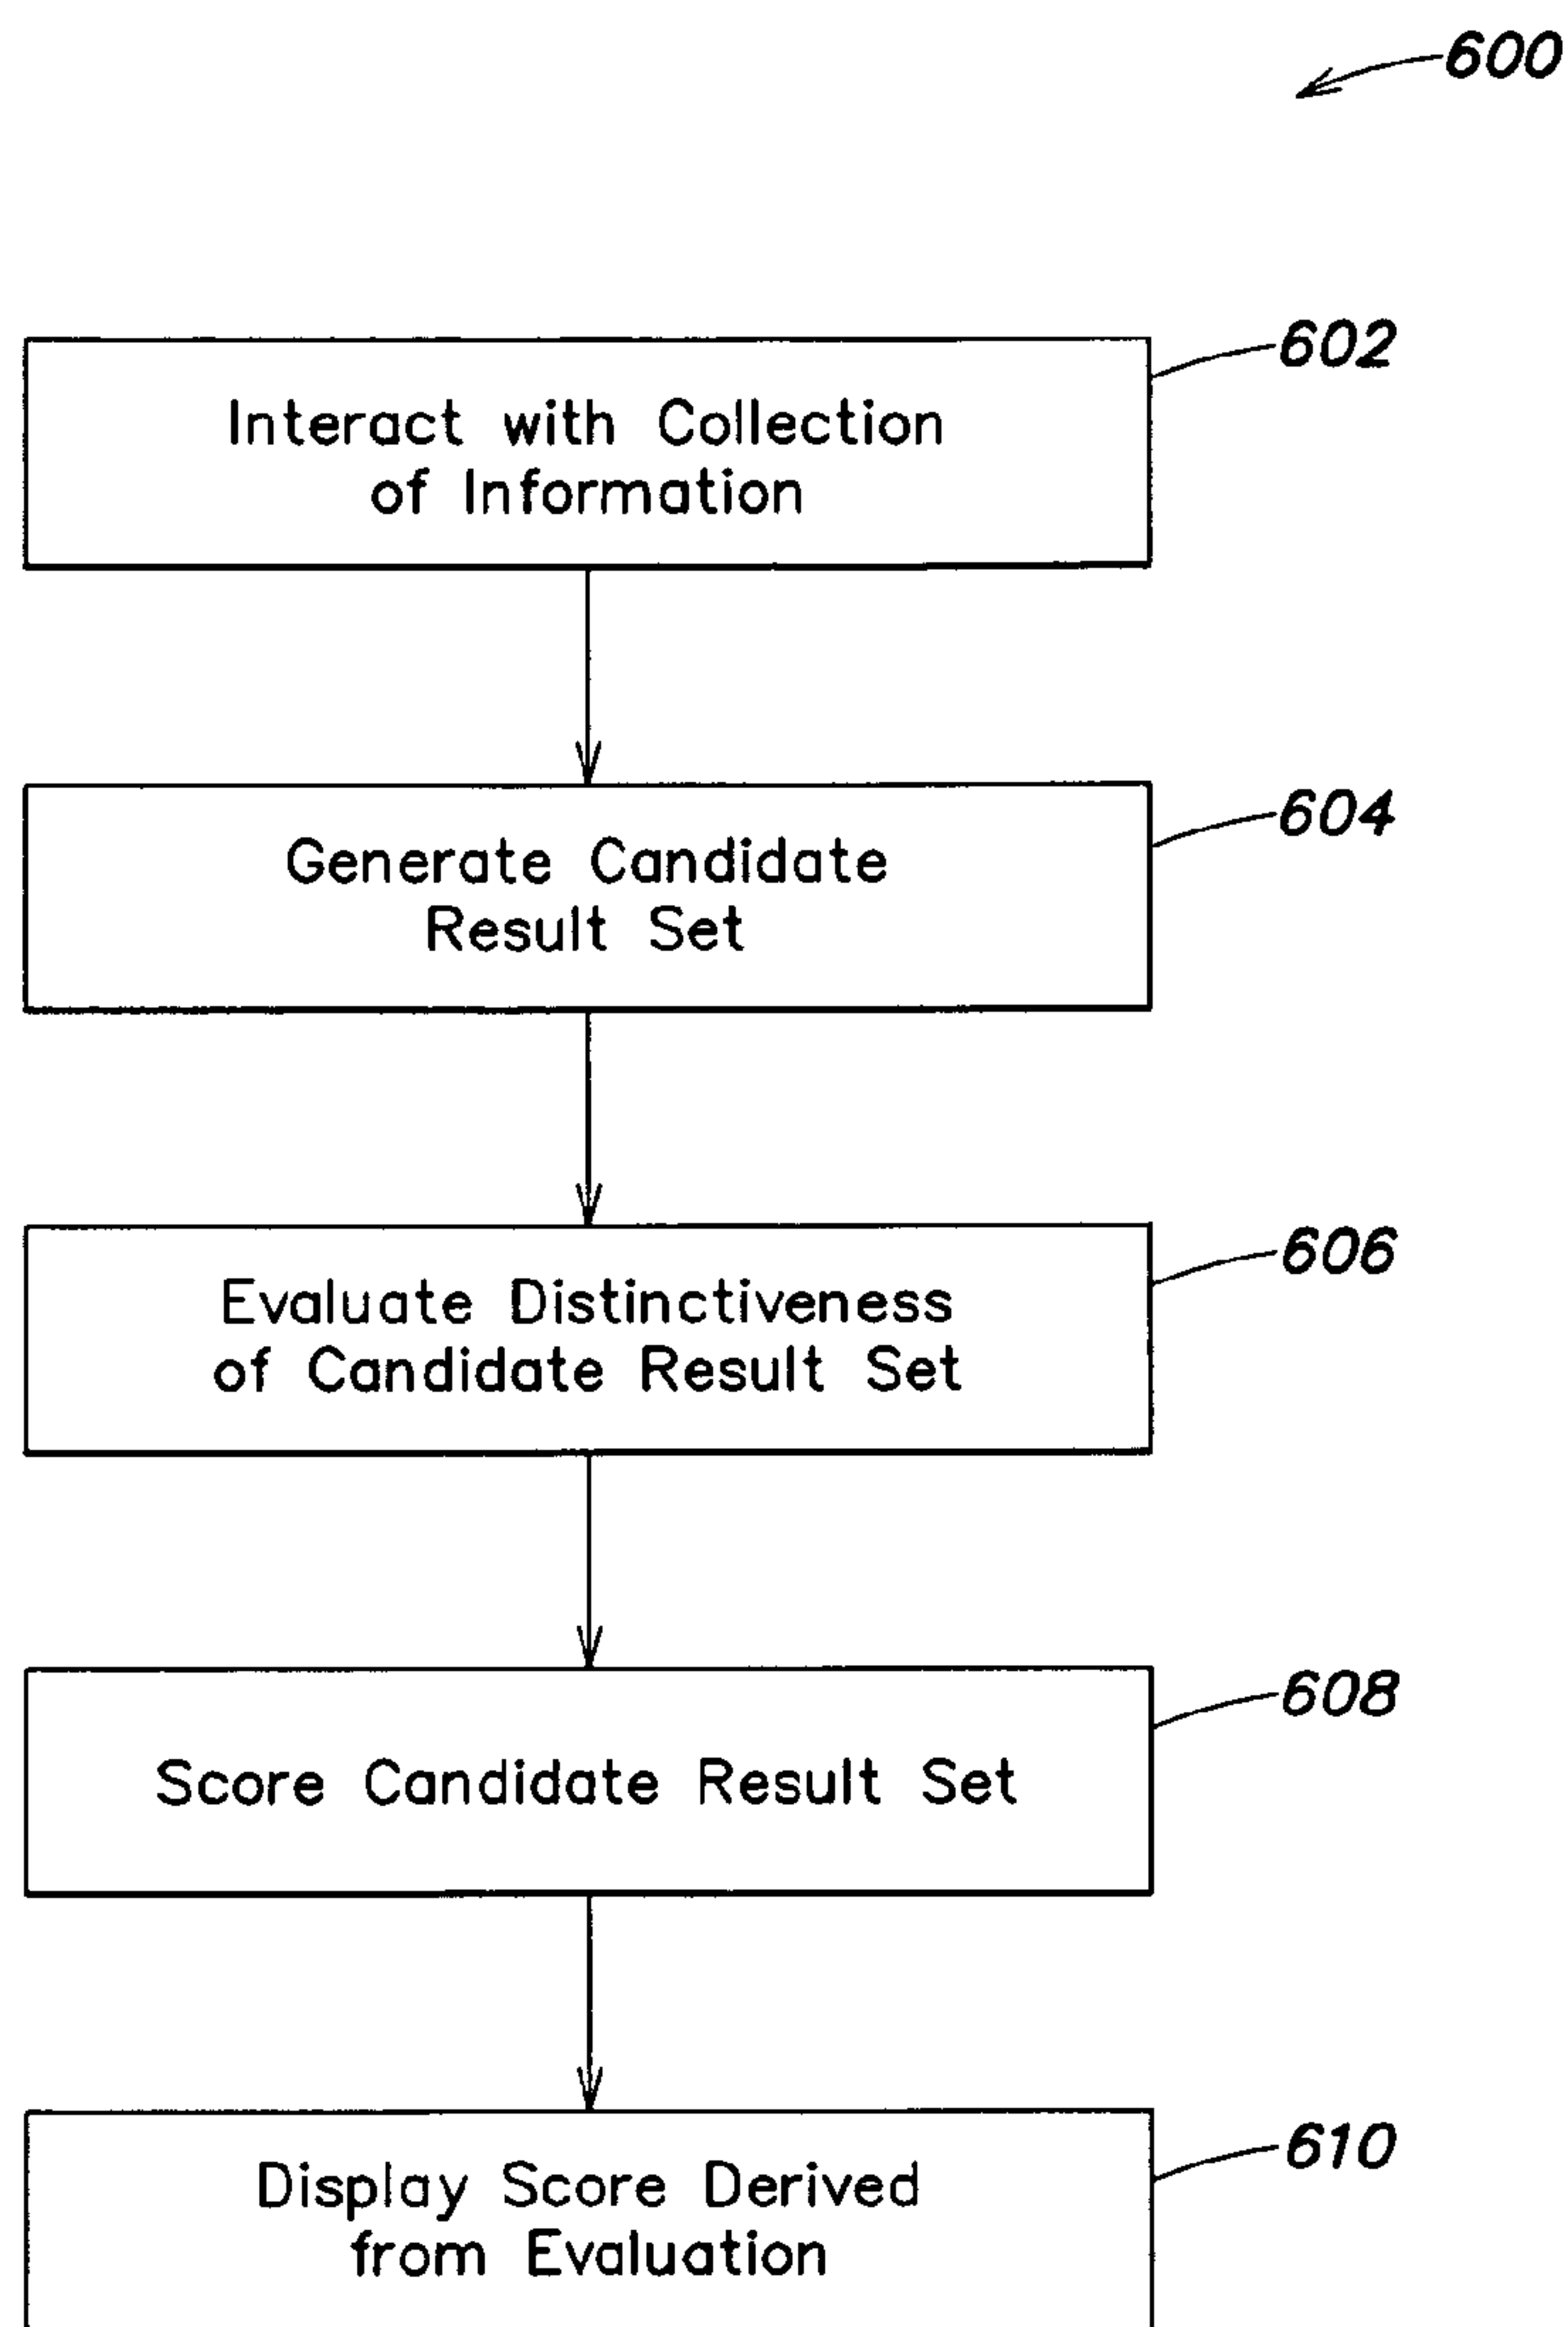 600
602
Interact with Collection
of Information
604
Generate Candidate
Result Set
606
Evaluate Distinctiveness
of Candidate Result Set
608
Score Candidate Result Set
610
Display Score Derived
from Evaluation